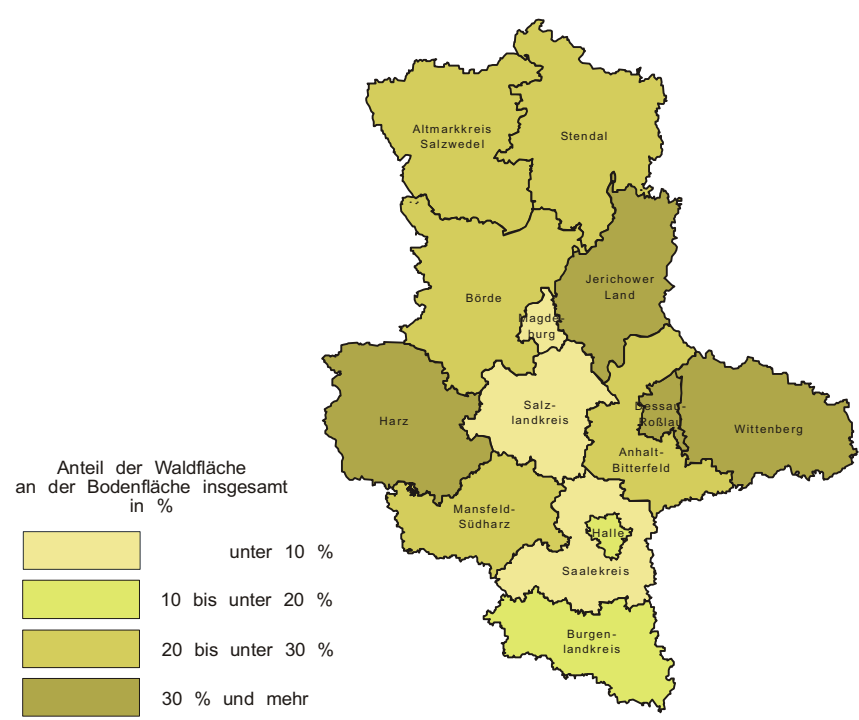 Altmarkkreis
Salzwedel
Stendal
Jerichower
Land
Börde
Magde-
burg
Salz-
landkreis
Harz
Dessau-
Roßlau
Wittenberg
Anhalt-
Bitterfeld
Mansfeld-
Südharz
Halle
Saalekreis
Burgen-
landkreis
Anteil der Waldfläche
an der Bodenfläche insgesamt
in %
unter 10 %
10 bis unter 20 %
20 bis unter 30 %
30 % und mehr